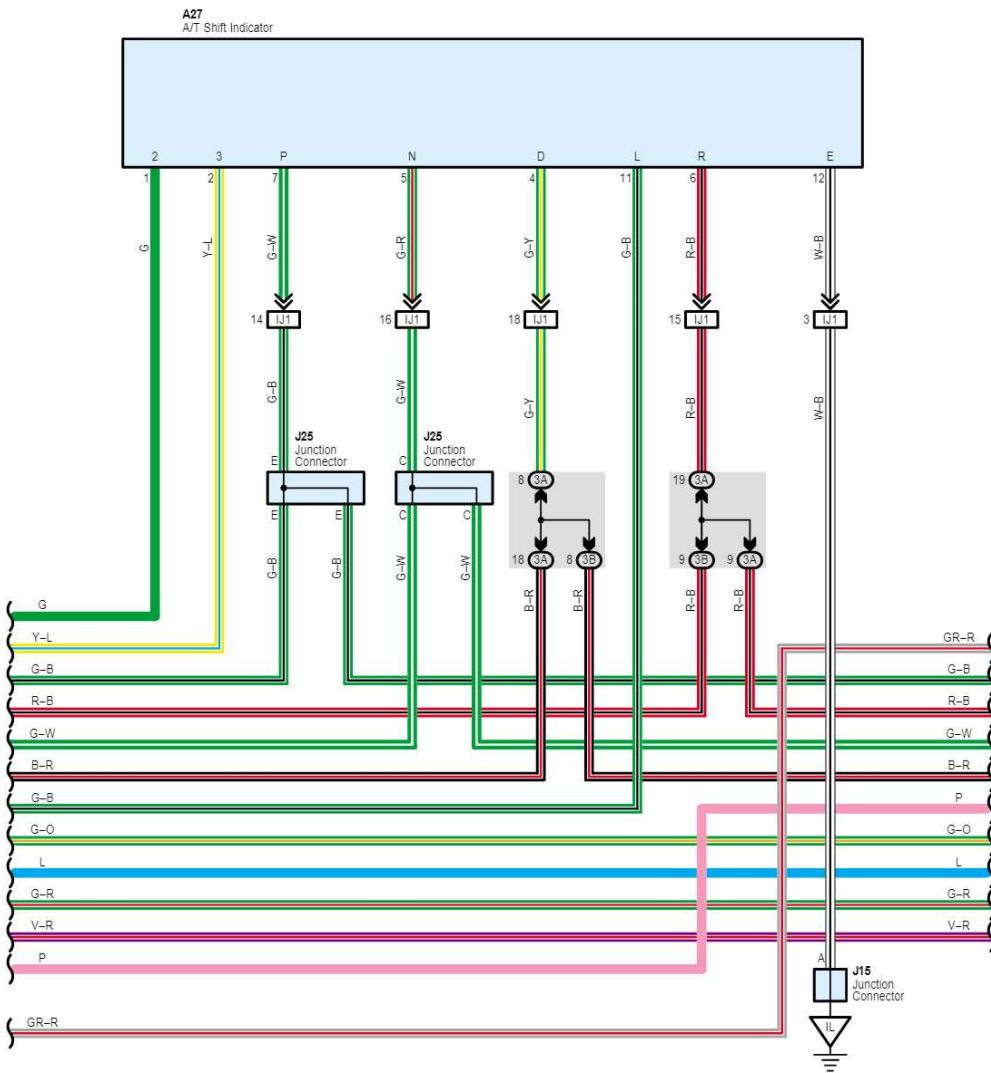 A27
A/T Shift Indicator
2 3 P N D L R E
1 2 7 5 4 11 6 12
G Y–L G–W G–R G–Y G–B R–B W–B
14 IJ1 16 IJ1 18 IJ1 15 IJ1 3 IJ1
G–B G–W G–Y R–B W–B
J25 J25
Junction Junction
Connector Connector
E C
8 3A 19 3A
E E C C
18 3A 8 3B 9 3B 9 3A
G–B G–B G–W G–W B–R B–R R–B R–B
G
Y–L GR–R
G–B G–B
R–B R–B
G–W G–W
B–R B–R
G–B P
G–O G–O
L L
G–R G–R
V–R V–R
P
A J15
Junction
Connector
GR–R
IL